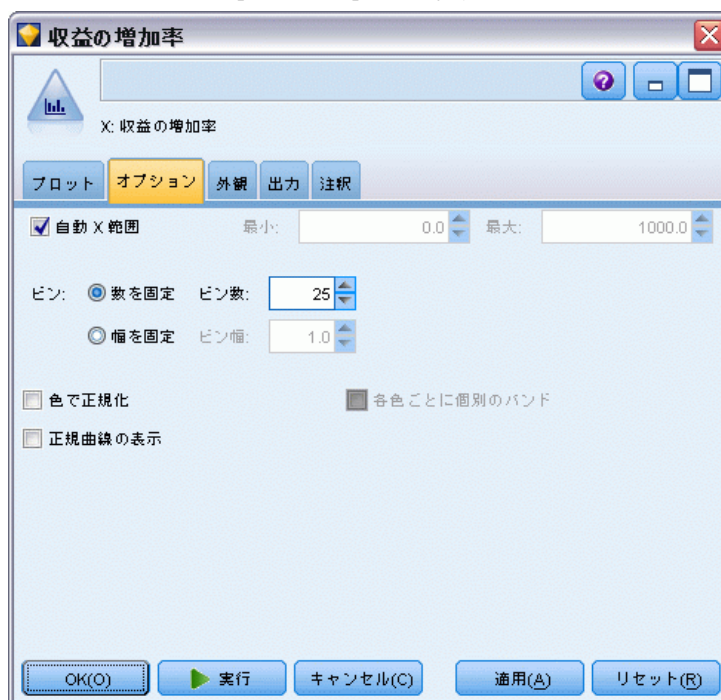 収益の増加率
X: 収益の増加率
プロット オプション 外観 出力 注釈
自動 X 範囲 最小: 0.0 最大: 1000.0
ビン: 数を固定 ビン数: 25
幅を固定 ビン幅: 1.0
色で正規化 各色ごとに個別のバンド
正規曲線の表示
OK(O) 実行 キャンセル(C) 適用(A) リセット(R)